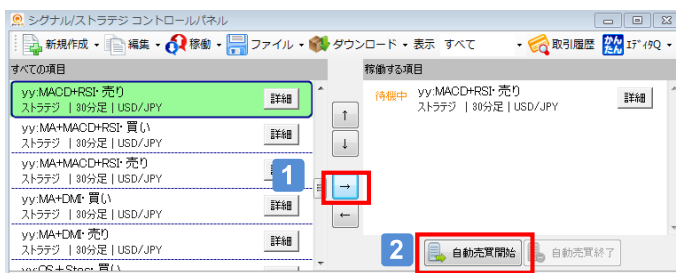 シグナル/ストラテジ コントロールパネル
新規作成 編集 稼働 ファイル ダウンロード 表示 すべて 取引履歴 かんたん ｴﾃﾞｨﾀQ
すべての項目
yy:MACD+RSI・売り
ストラテジ | 30分足 | USD/JPY
詳細
yy:MA+MACD+RSI・買い
ストラテジ | 30分足 | USD/JPY
詳細
yy:MA+MACD+RSI・売り
ストラテジ | 30分足 | USD/JPY
yy:MA+DMI・買い
ストラテジ | 30分足 | USD/JPY
詳細
yy:MA+DMI・売り
ストラテジ | 30分足 | USD/JPY
詳細
↑
↓
1
→
←
稼働する項目
待機中 yy:MACD+RSI・売り
ストラテジ | 30分足 | USD/JPY
詳細
2
自動売買開始
自動売買終了